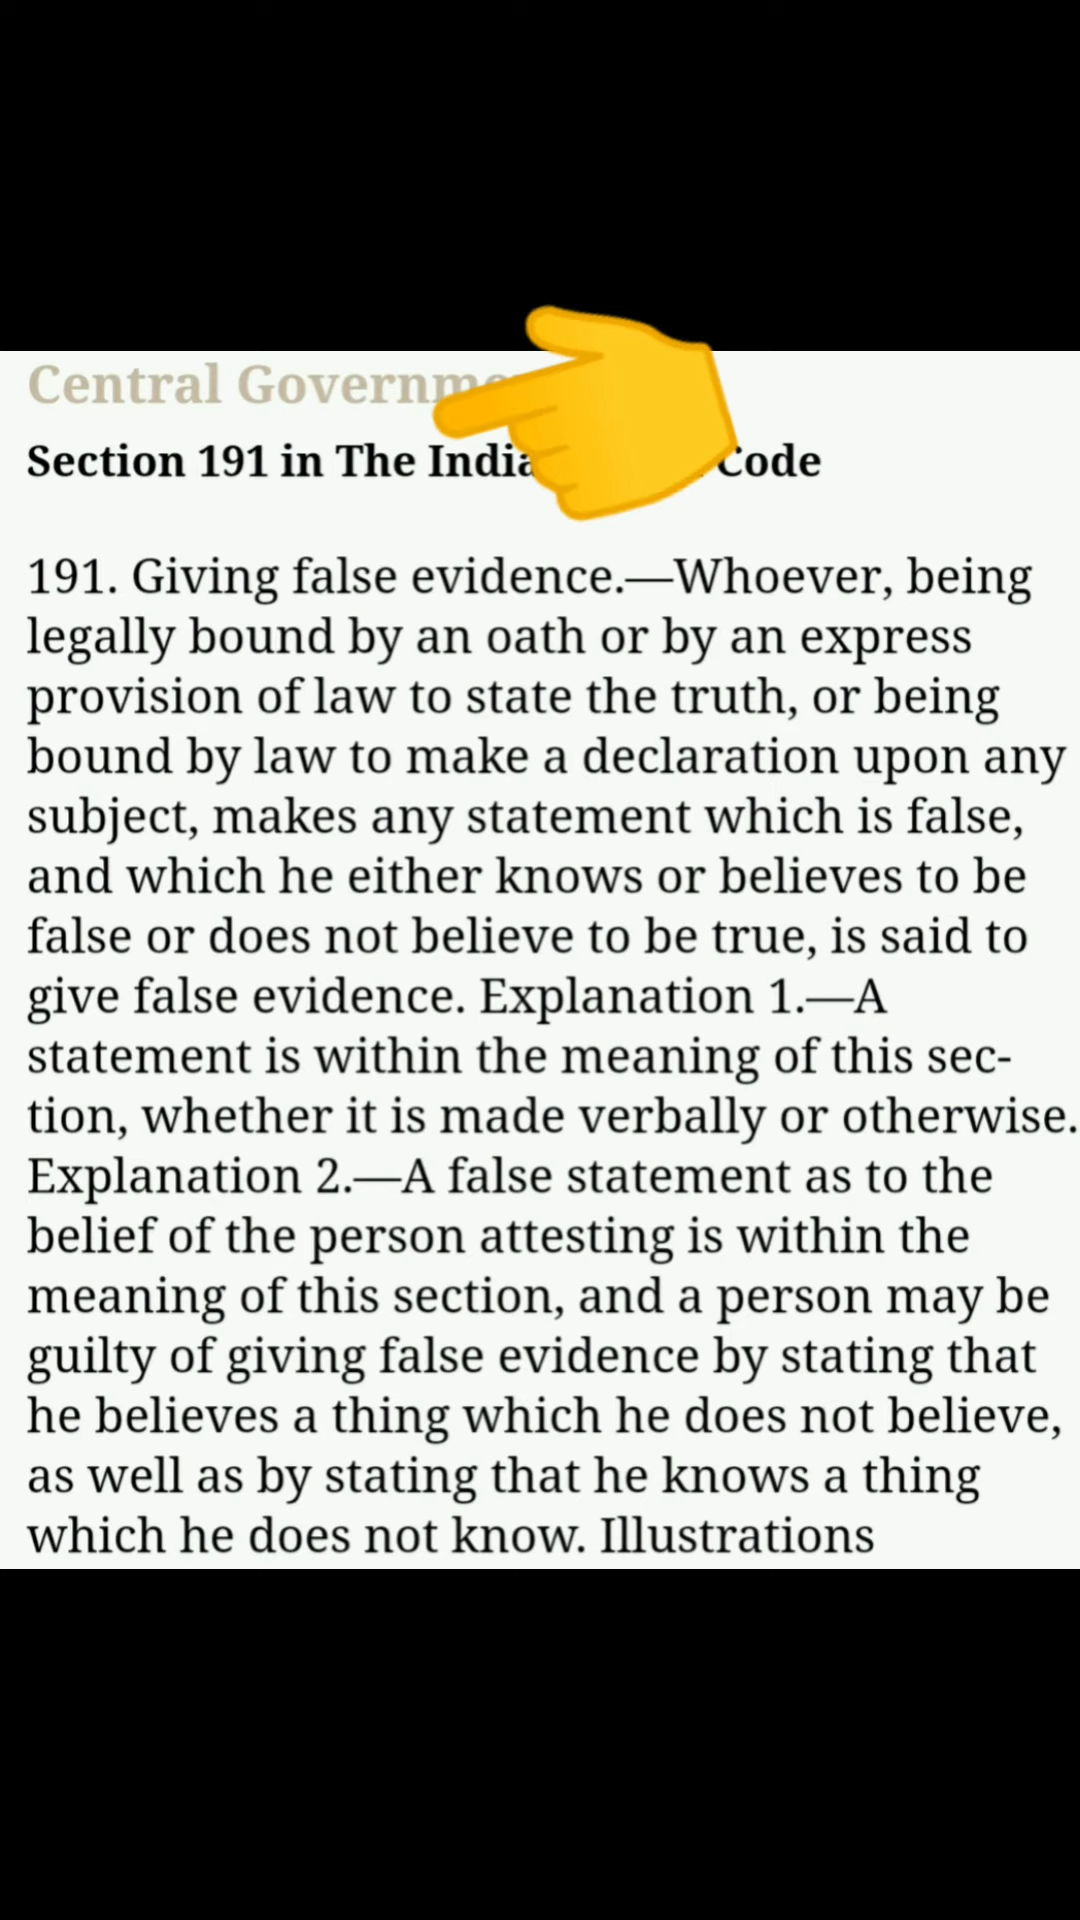 Central
Section 191 in The Code
191. Giving false evidence.—Whoever, being
legally bound by an oath or by an express
provision of law to state the truth, or being
bound by law to make a declaration upon any
subject, makes any statement which is false,
and which he either knows or believes to be
false or does not believe to be true, is said to
give false evidence. Explanation 1.—A
statement is within the meaning of this sec-
tion, whether it is made verbally or otherwise.
Explanation 2.—A false statement as to the
belief of the person attesting is within the
meaning of this section, and a person may be
guilty of giving false evidence by stating that
he believes a thing which he does not believe,
as well as by stating that he knows a thing
which he does not know. Illustrations